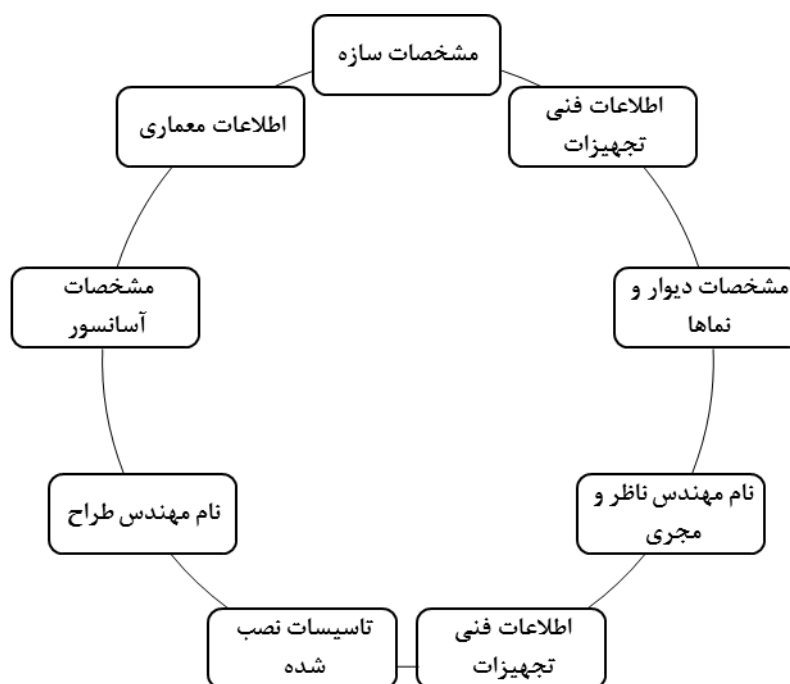 مشخصات سازه
اطلاعات فنی
تجهیزات
مشخصات دیوار و
نماها
نام مهندس ناظر و
مجری
اطلاعات فنی
تجهیزات
تاسیسات نصب
شده
نام مهندس طراح
مشخصات
آسانسور
اطلاعات معماری